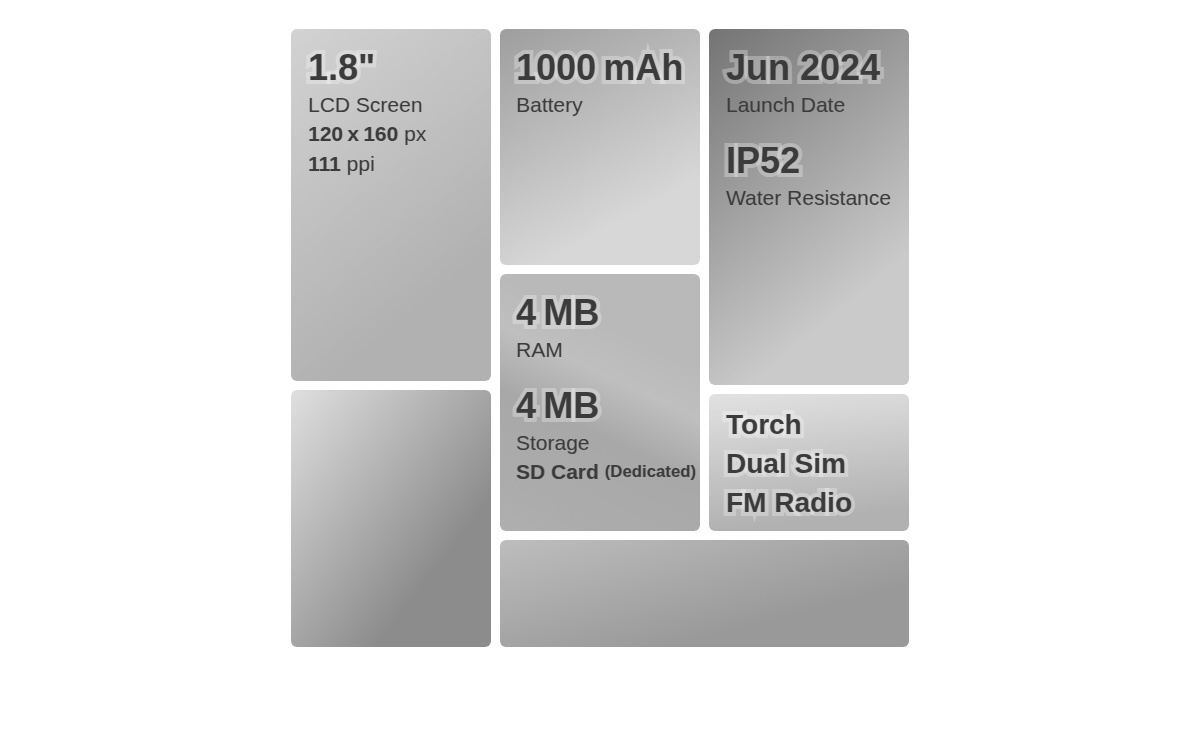 1.8"
LCD Screen
120 x 160 px
111 ppi
1000 mAh
Battery
4 MB
RAM
4 MB
Storage
SD Card (Dedicated)
Jun 2024
Launch Date
IP52
Water Resistance
Torch
Dual Sim
FM Radio